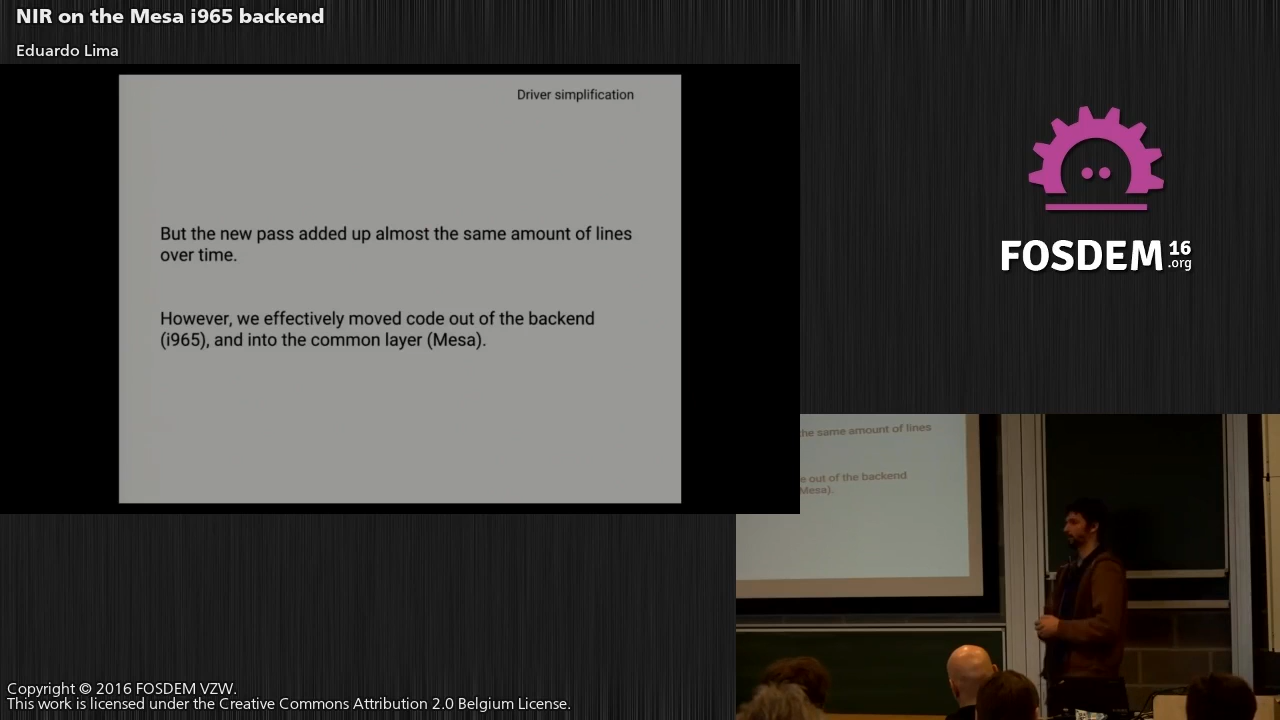 NIR on the Mesa i965 backend
Eduardo Lima
Driver simplification
But the new pass added up almost the same amount of lines
over time.
However, we effectively moved code out of the backend
(i965), and into the common layer (Mesa).
FOSDEM 16
.org
the same amount of lines
e out of the backend
Mesa).
Copyright © 2016 FOSDEM VZW.
This work is licensed under the Creative Commons Attribution 2.0 Belgium License.